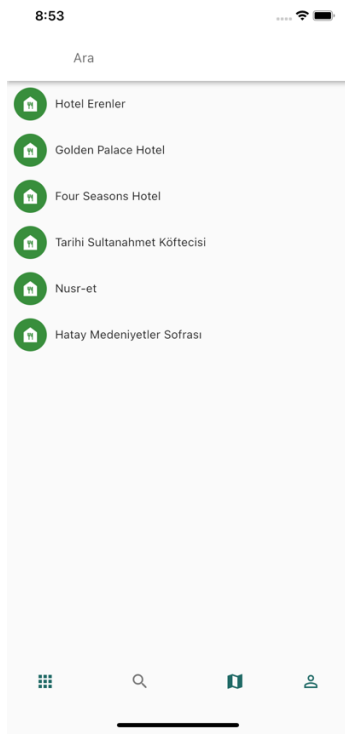 8:53
Ara
Hotel Erenler
Golden Palace Hotel
Four Seasons Hotel
Tarihi Sultanahmet Köftecisi
Nusr-et
Hatay Medeniyetler Sofrası